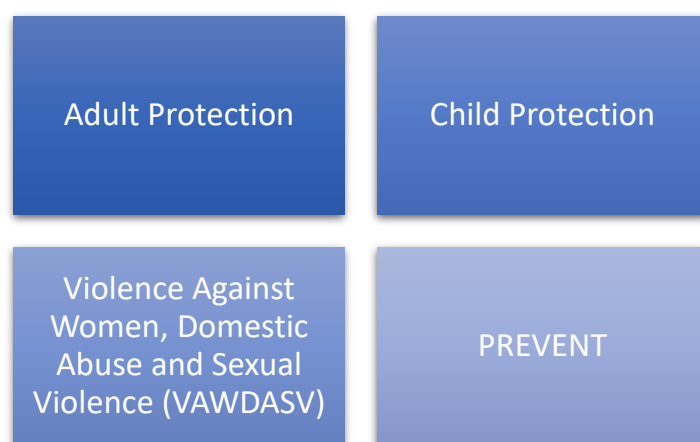 Adult Protection
Child Protection
Violence Against
Women, Domestic
Abuse and Sexual
Violence (VAWDASV)
PREVENT